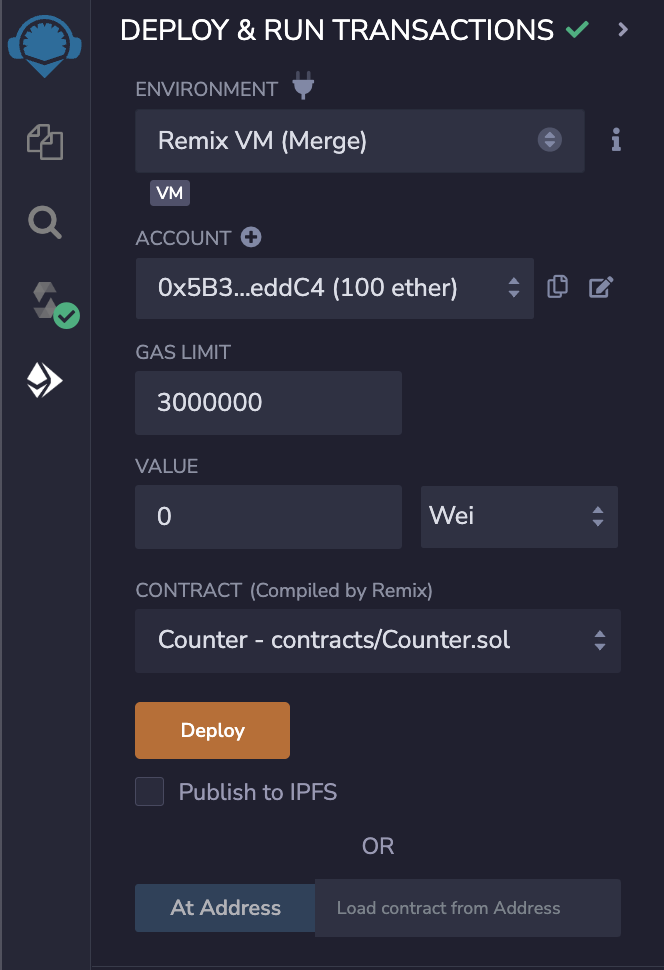 DEPLOY & RUN TRANSACTIONS
ENVIRONMENT
Remix VM (Merge)
VM
ACCOUNT
0x5B3...eddC4 (100 ether)
GAS LIMIT
3000000
VALUE
0 Wei
CONTRACT (Compiled by Remix)
Counter - contracts/Counter.sol
Deploy
Publish to IPFS
OR
At Address Load contract from Address